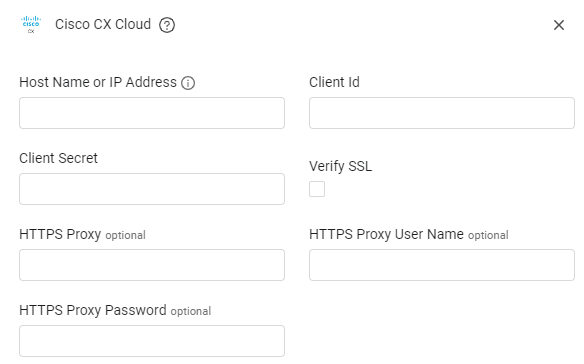 CISCO
CX
Cisco CX Cloud
Host Name or IP Address
Client Id
Client Secret
Verify SSL
HTTPS Proxy optional
HTTPS Proxy User Name optional
HTTPS Proxy Password optional